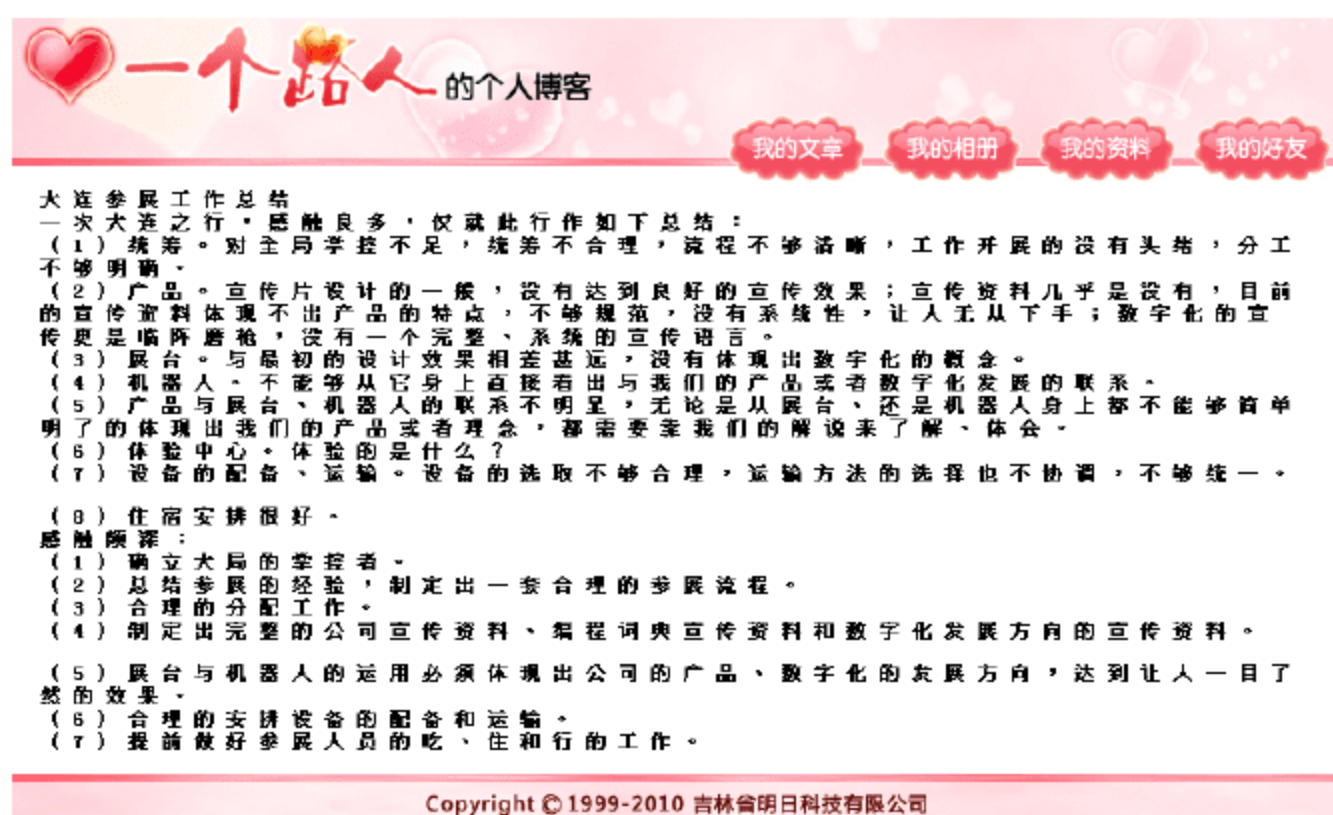 一个路人的个人博客
我的文章 我的相册 我的资料 我的好友
大连参展工作总结
一次大连之行，感触良多，仅就此行作如下总结：
（1）统筹。对全局掌控不足，统筹不合理，流程不够清晰，工作开展的没有头绪，分工
不够明确。
（2）产品。宣传片设计的一般，没有达到良好的宣传效果；宣传资料几乎是没有，目前
的宣传资料体现不出产品的特点，不够规范，没有系统性，让人无从下手；数字化的宣
传更是临阵磨枪，没有一个完整、系统的宣传语言。
（3）展台。与最初的设计效果相差甚远，没有体现出数字化的概念。
（4）机器人。不能够从它身上直接看出与我们的产品或者数字化发展的联系。
（5）产品与展台、机器人的联系不明显，无论是从展台、还是机器人身上都不能够简单
明了的体现出我们的产品或者理念，都需要靠我们的解说来了解、体会。
（6）体验中心。体验的是什么？
（7）设备的配备、运输。设备的选取不够合理，运输方法的选择也不协调，不够统一。
（8）住宿安排很好。
感触颇深：
（1）确立大局的掌控者。
（2）总结参展的经验，制定出一套合理的参展流程。
（3）合理的分配工作。
（4）制定出完整的公司宣传资料、编程词典宣传资料和数字化发展方向的宣传资料。
（5）展台与机器人的运用必须体现出公司的产品、数字化的发展方向，达到让人一目了
然的效果。
（6）合理的安排设备的配备和运输。
（7）提前做好参展人员的吃、住和行的工作。
Copyright © 1999-2010 吉林省明日科技有限公司